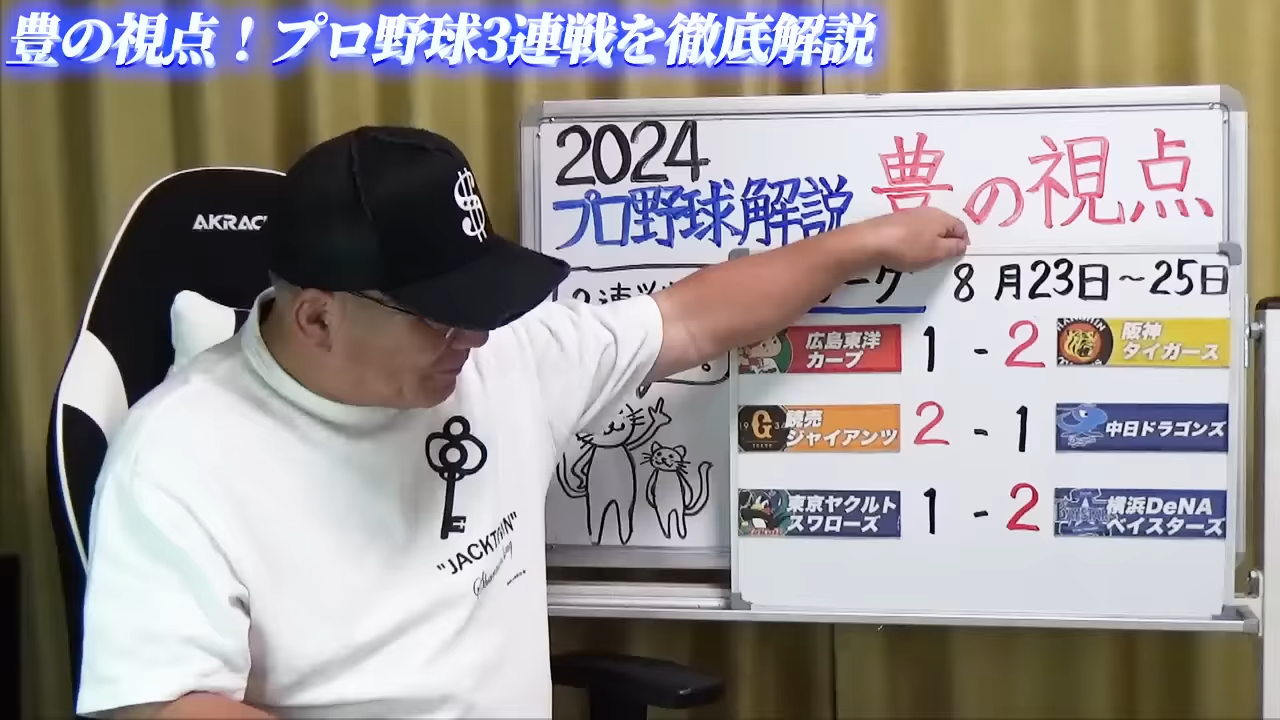 豊の視点！プロ野球3連戦を徹底解説
2024
プロ野球解説
豊の視点
8月23日～25日
広島東洋
カープ
1 - 2
阪神
タイガース
G
読売
ジャイアンツ
2 - 1
中日ドラゴンズ
東京ヤクルト
スワローズ
1 - 2
横浜DeNA
ベイスターズ
"JACKTWIN"